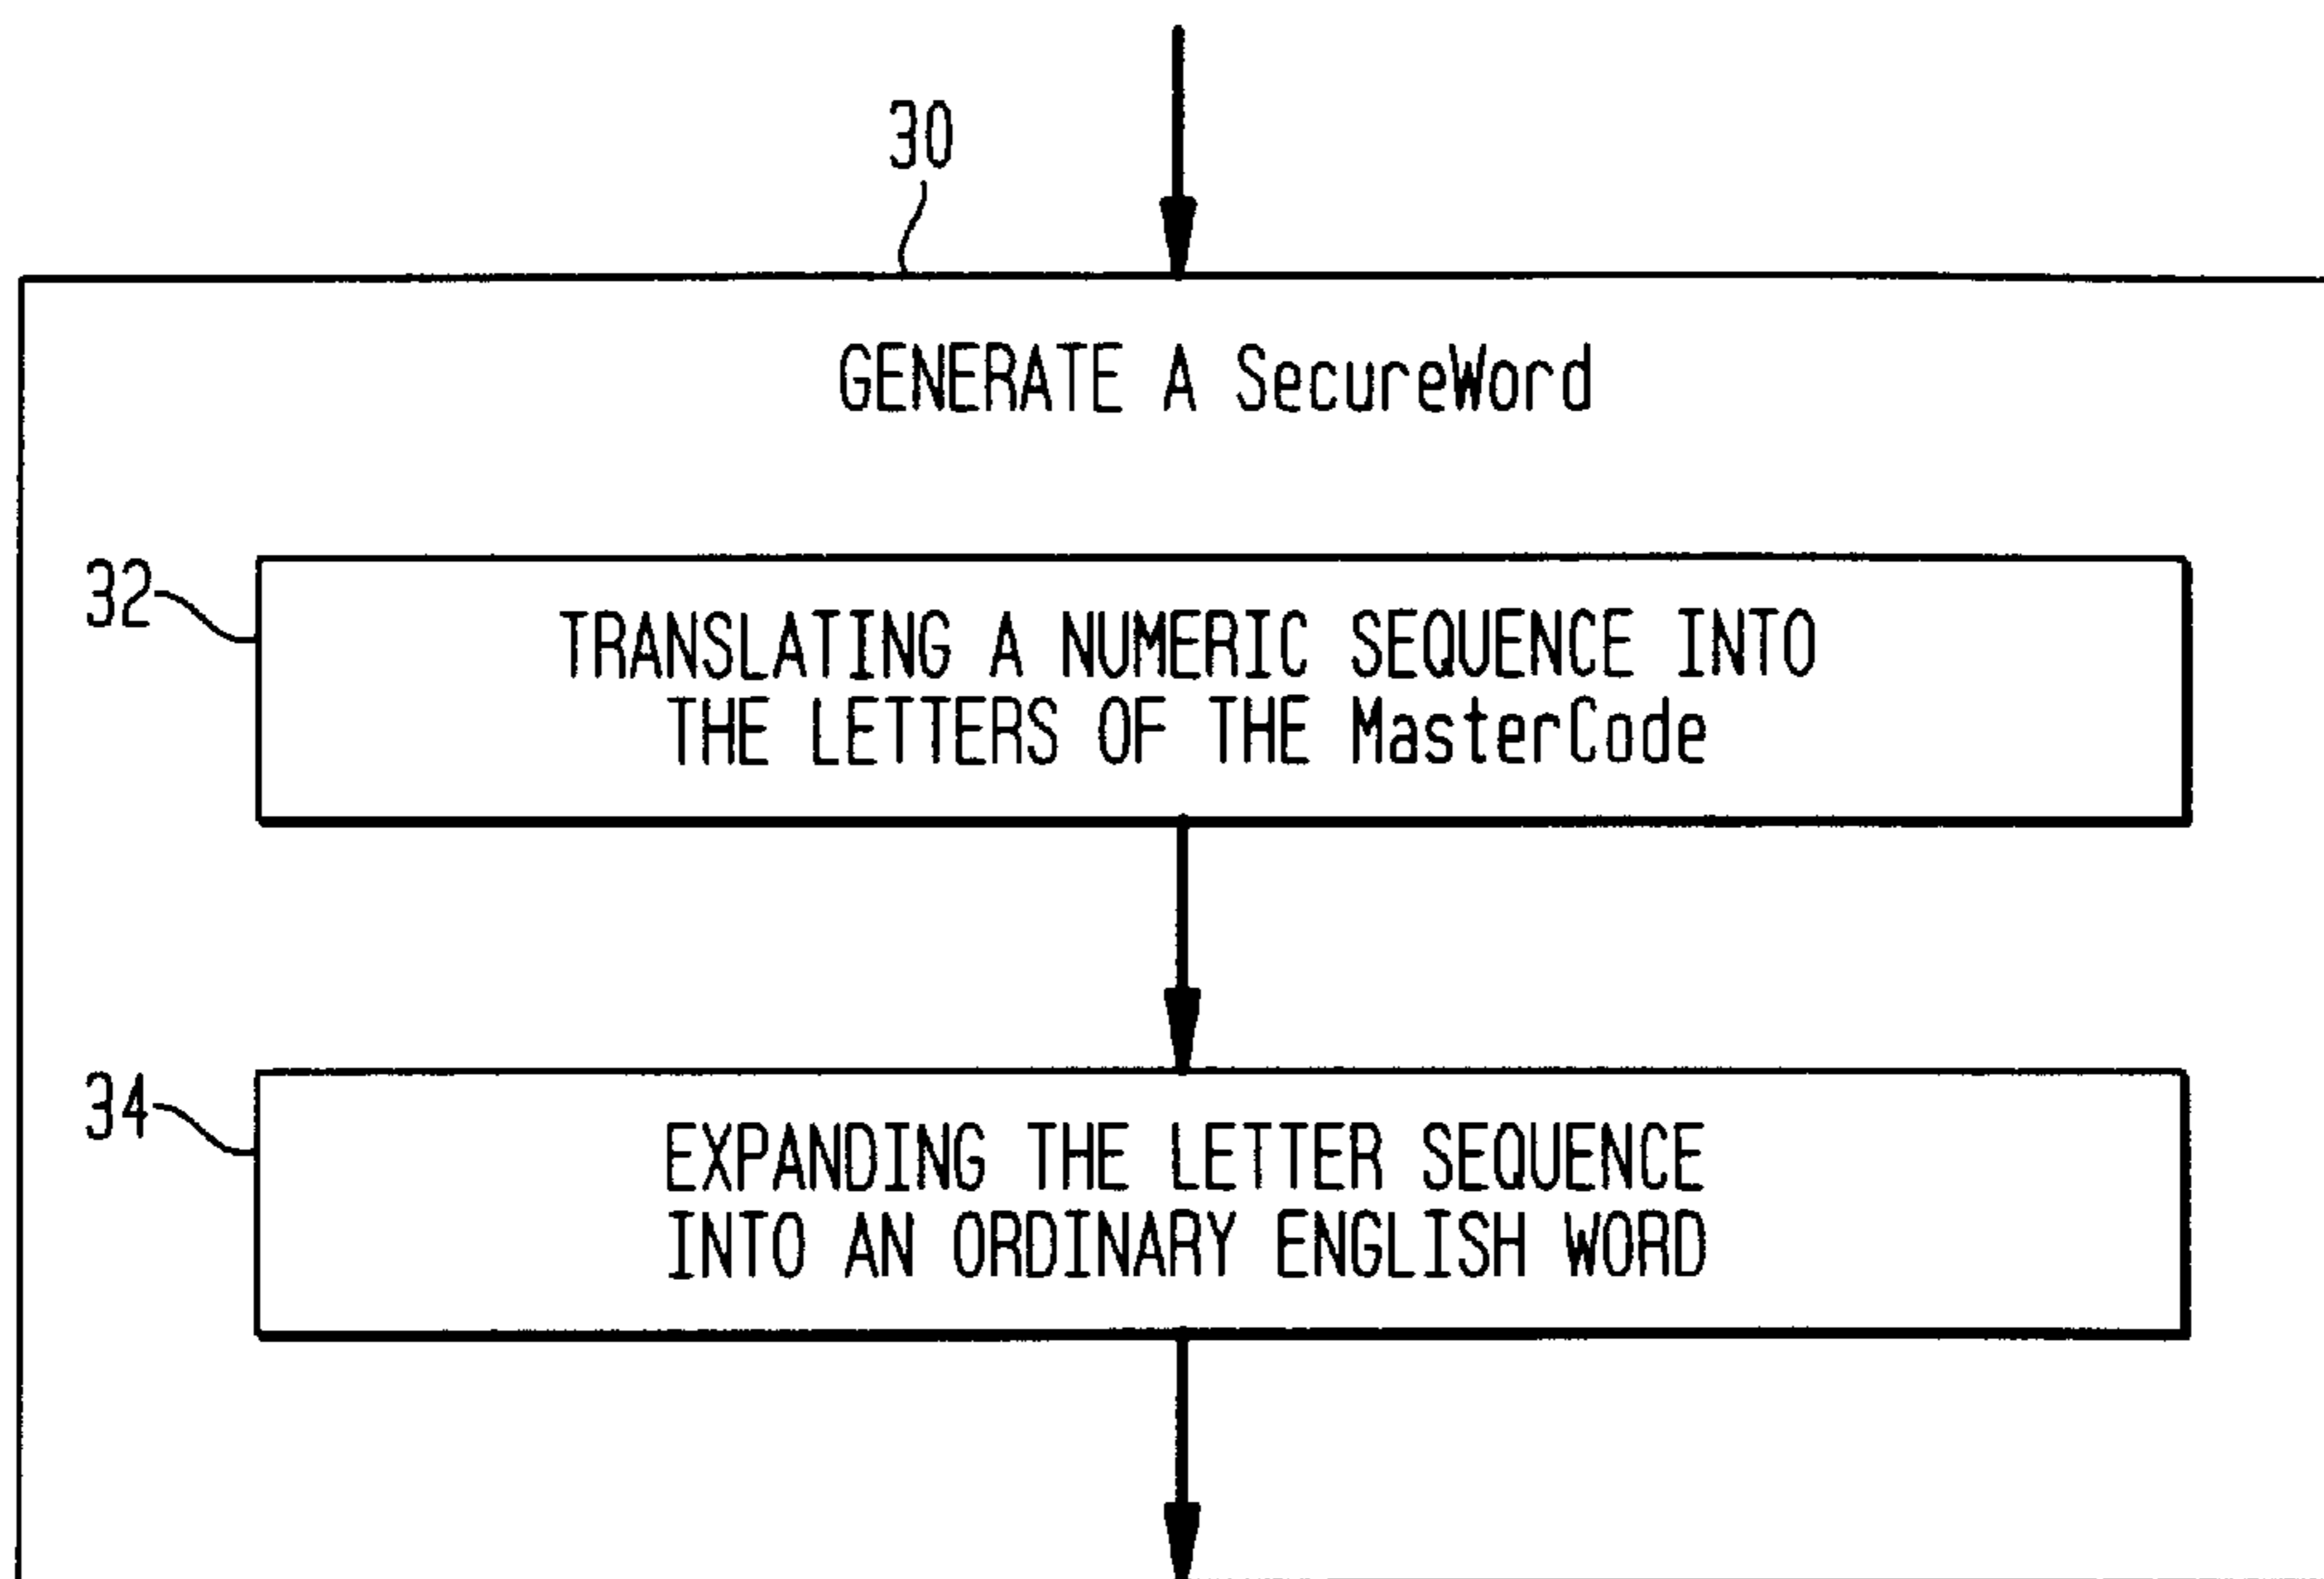 30
GENERATE A SecureWord
32
TRANSLATING A NUMERIC SEQUENCE INTO
THE LETTERS OF THE MasterCode
34
EXPANDING THE LETTER SEQUENCE
INTO AN ORDINARY ENGLISH WORD